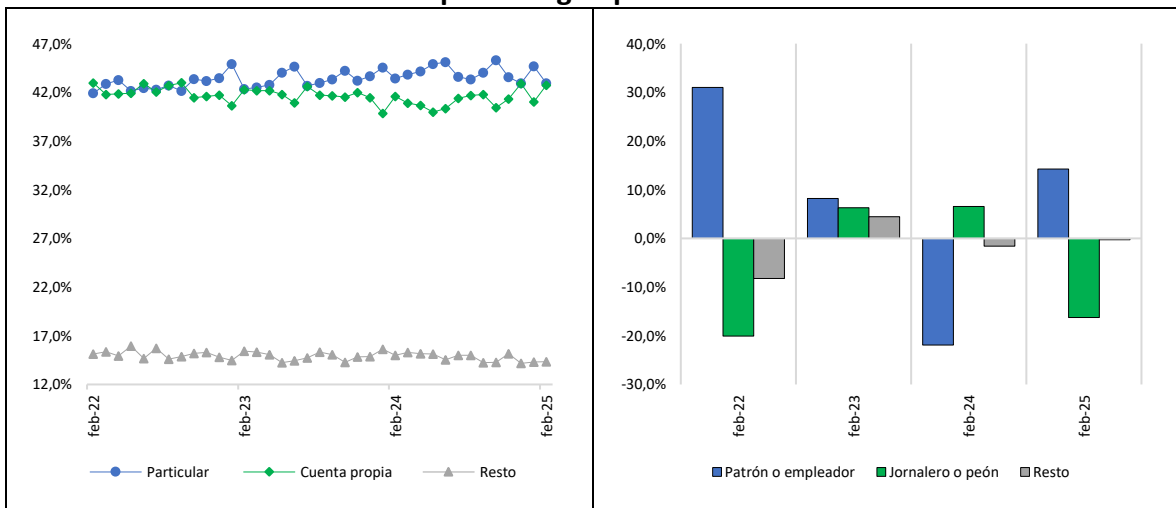 47,0%
42,0%
37,0%
32,0%
27,0%
22,0%
17,0%
12,0%
feb-22
feb-23
feb-24
feb-25
Particular
Cuenta propia
Resto
40,0%
30,0%
20,0%
10,0%
0,0%
-10,0%
-20,0%
-30,0%
feb-22
feb-23
feb-24
feb-25
Patrón o empleador
Jornalero o peón
Resto